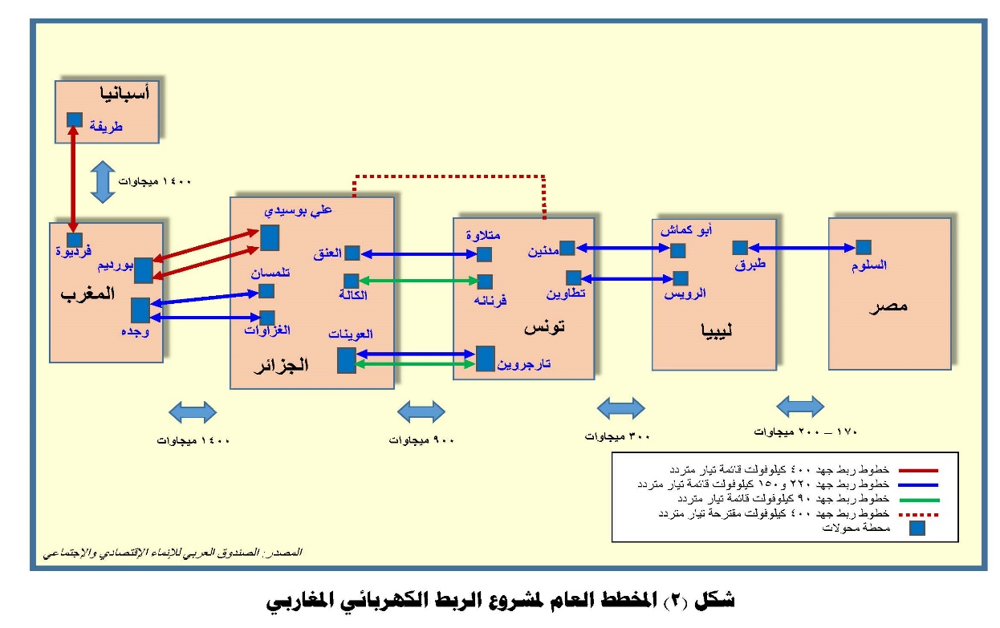 أسبانيا
طريفة
١٤٠٠ ميجاوات
فرديوة
بورديم
المغرب
وجده
علي بوسيدي
العنق
تلمسان
الكالة
الغزاوات
العوينات
الجزائر
متلاوة
مدنين
فرنانه
تطاوين
تونس
تارجروين
أبو كماش
طبرق
الرويس
ليبيا
السلوم
مصر
١٤٠٠ ميجاوات
٩٠٠ ميجاوات
٣٠٠ ميجاوات
١٧٠ – ٢٠٠ ميجاوات
خطوط ربط جهد ٤٠٠ كيلوفولت قائمة تيار متردد
خطوط ربط جهد ٢٢٠ و ١٥٠ كيلوفولت قائمة تيار متردد
خطوط ربط جهد ٩٠ كيلوفولت قائمة تيار متردد
خطوط ربط جهد ٤٠٠ كيلوفولت مقترحة تيار متردد
محطة محولات
المصدر: الصندوق العربي للإنماء الإقتصادي والإجتماعي
شكل (٢) المخطط العام لمشروع الربط الكهربائي المغاربي